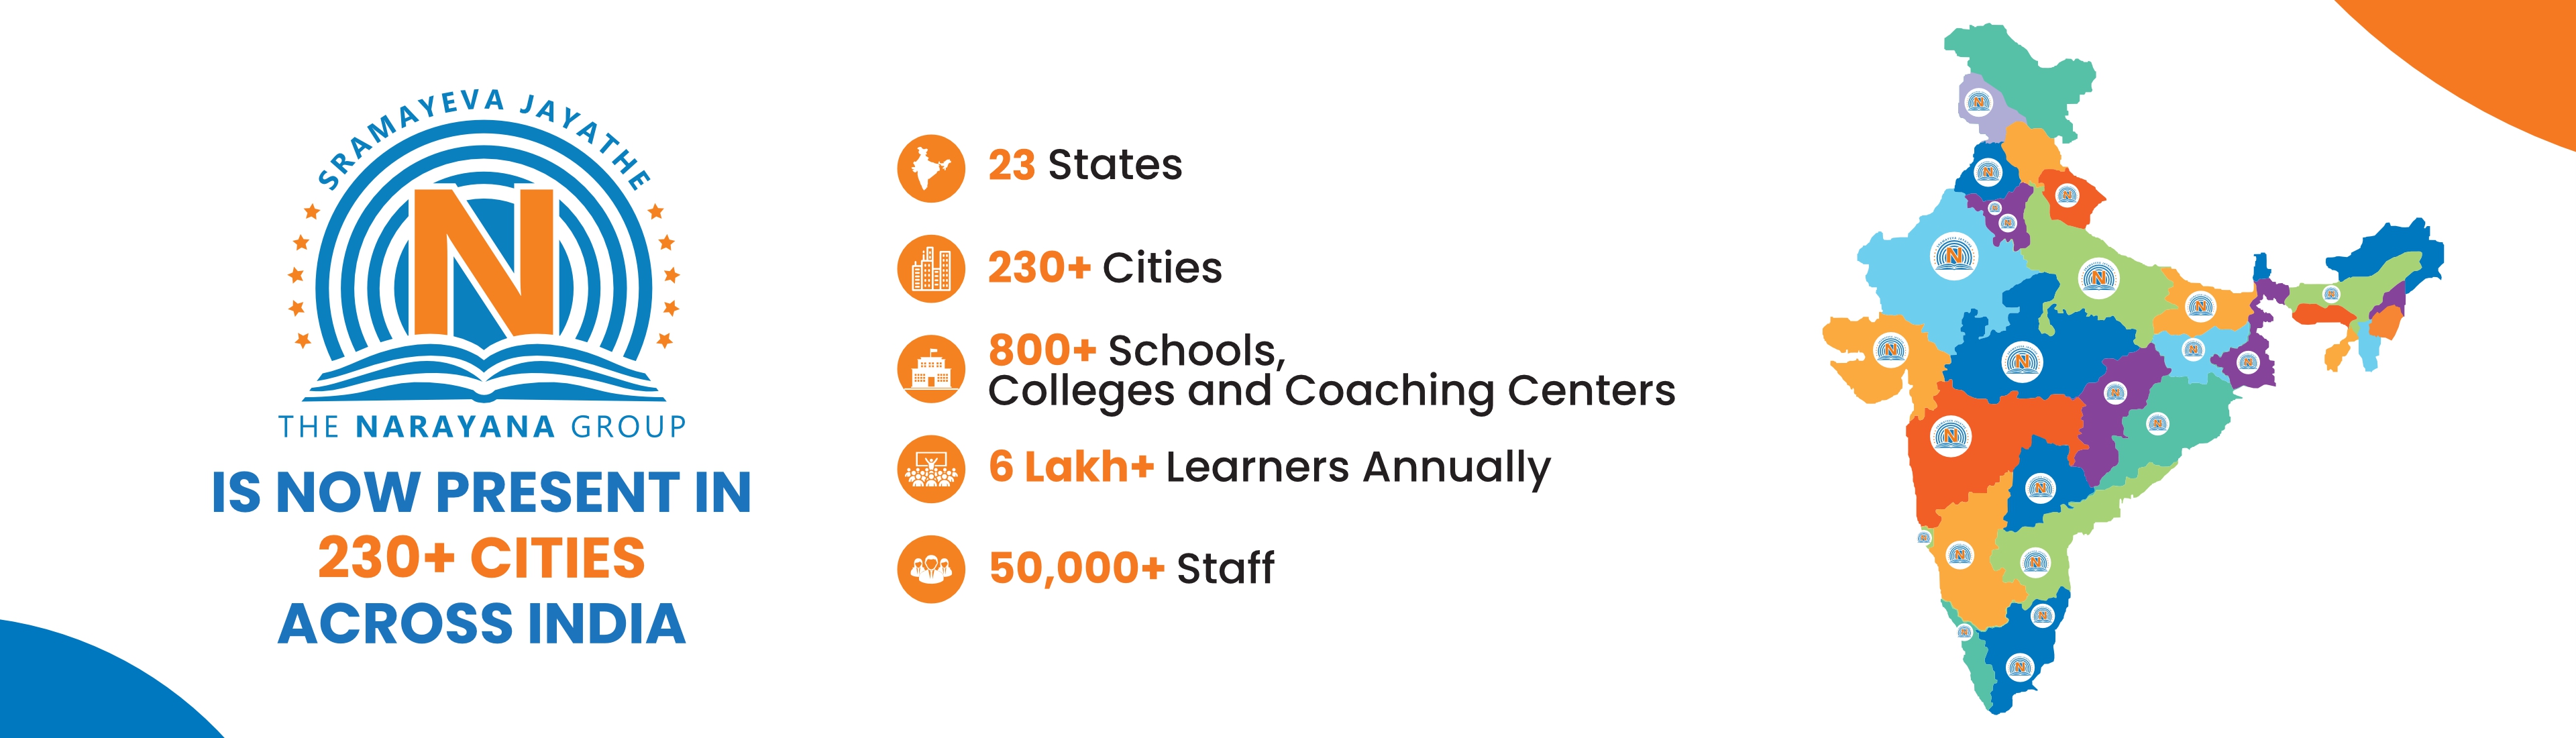 SRAMAYEVA JAYATHE
N
THE NARAYANA GROUP
IS NOW PRESENT IN
230+ CITIES
ACROSS INDIA
23 States
230+ Cities
800+ Schools,
Colleges and Coaching Centers
6 Lakh+ Learners Annually
50,000+ Staff